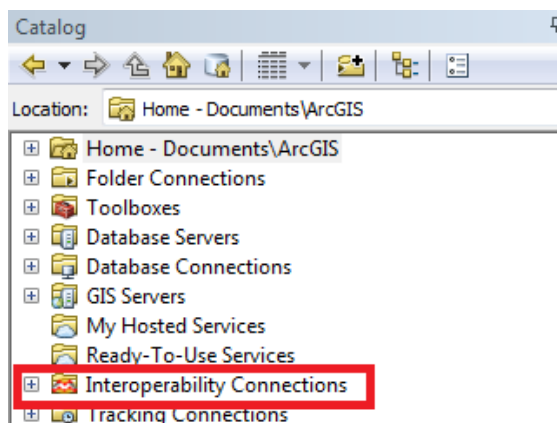 Catalog
Location: Home - Documents\ArcGIS
Home - Documents\ArcGIS
Folder Connections
Toolboxes
Database Servers
Database Connections
GIS Servers
My Hosted Services
Ready-To-Use Services
Interoperability Connections
Tracking Connections